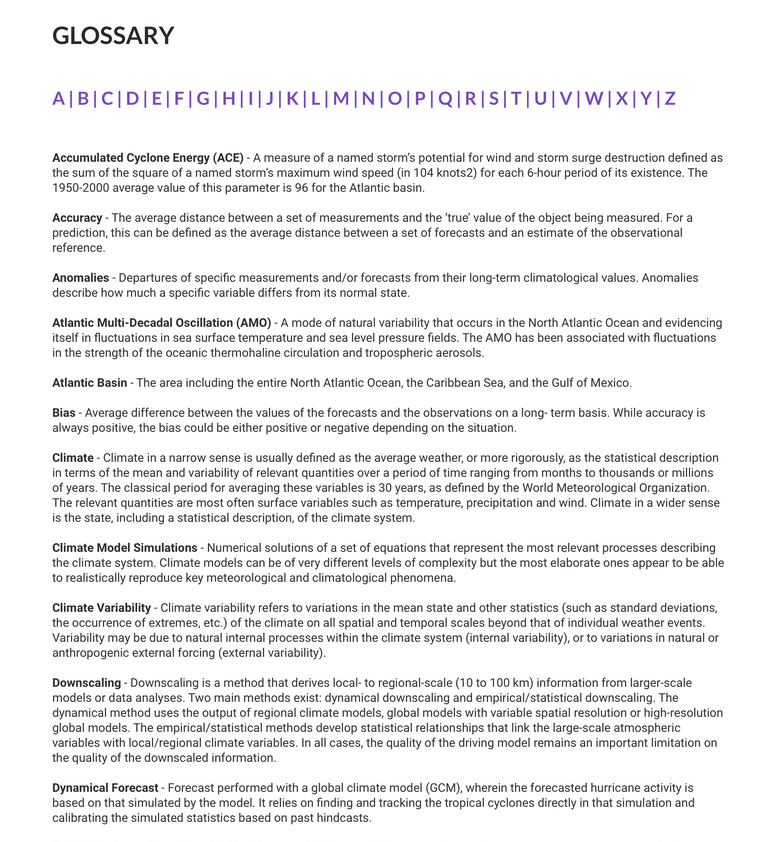 GLOSSARY
A | B | C | D | E | F | G | H | I | J | K | L | M | N | O | P | Q | R | S | T | U | V | W | X | Y | Z
Accumulated Cyclone Energy (ACE) - A measure of a named storm’s potential for wind and storm surge destruction defined as
the sum of the square of a named storm’s maximum wind speed (in 104 knots2) for each 6-hour period of its existence. The
1950-2000 average value of this parameter is 96 for the Atlantic basin.
Accuracy - The average distance between a set of measurements and the ‘true’ value of the object being measured. For a
prediction, this can be defined as the average distance between a set of forecasts and an estimate of the observational
reference.
Anomalies - Departures of specific measurements and/or forecasts from their long-term climatological values. Anomalies
describe how much a specific variable differs from its normal state.
Atlantic Multi-Decadal Oscillation (AMO) - A mode of natural variability that occurs in the North Atlantic Ocean and evidencing
itself in fluctuations in sea surface temperature and sea level pressure fields. The AMO has been associated with fluctuations
in the strength of the oceanic thermohaline circulation and tropospheric aerosols.
Atlantic Basin - The area including the entire North Atlantic Ocean, the Caribbean Sea, and the Gulf of Mexico.
Bias - Average difference between the values of the forecasts and the observations on a long- term basis. While accuracy is
always positive, the bias could be either positive or negative depending on the situation.
Climate - Climate in a narrow sense is usually defined as the average weather, or more rigorously, as the statistical description
in terms of the mean and variability of relevant quantities over a period of time ranging from months to thousands or millions
of years. The classical period for averaging these variables is 30 years, as defined by the World Meteorological Organization.
The relevant quantities are most often surface variables such as temperature, precipitation and wind. Climate in a wider sense
is the state, including a statistical description, of the climate system.
Climate Model Simulations - Numerical solutions of a set of equations that represent the most relevant processes describing
the climate system. Climate models can be of very different levels of complexity but the most elaborate ones appear to be able
to realistically reproduce key meteorological and climatological phenomena.
Climate Variability - Climate variability refers to variations in the mean state and other statistics (such as standard deviations,
the occurrence of extremes, etc.) of the climate on all spatial and temporal scales beyond that of individual weather events.
Variability may be due to natural internal processes within the climate system (internal variability), or to variations in natural or
anthropogenic external forcing (external variability).
Downscaling - Downscaling is a method that derives local- to regional-scale (10 to 100 km) information from larger-scale
models or data analyses. Two main methods exist: dynamical downscaling and empirical/statistical downscaling. The
dynamical method uses the output of regional climate models, global models with variable spatial resolution or high-resolution
global models. The empirical/statistical methods develop statistical relationships that link the large-scale atmospheric
variables with local/regional climate variables. In all cases, the quality of the driving model remains an important limitation on
the quality of the downscaled information.
Dynamical Forecast - Forecast performed with a global climate model (GCM), wherein the forecasted hurricane activity is
based on that simulated by the model. It relies on finding and tracking the tropical cyclones directly in that simulation and
calibrating the simulated statistics based on past hindcasts.